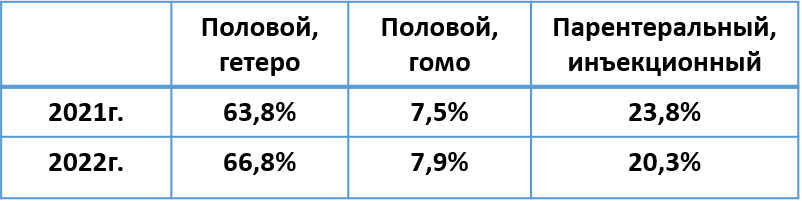 Половой, Половой, Парентеральный,
гетеро гомо инъекционный
2021г. 63,8% 7,5% 23,8%
2022г. 66,8% 7,9% 20,3%